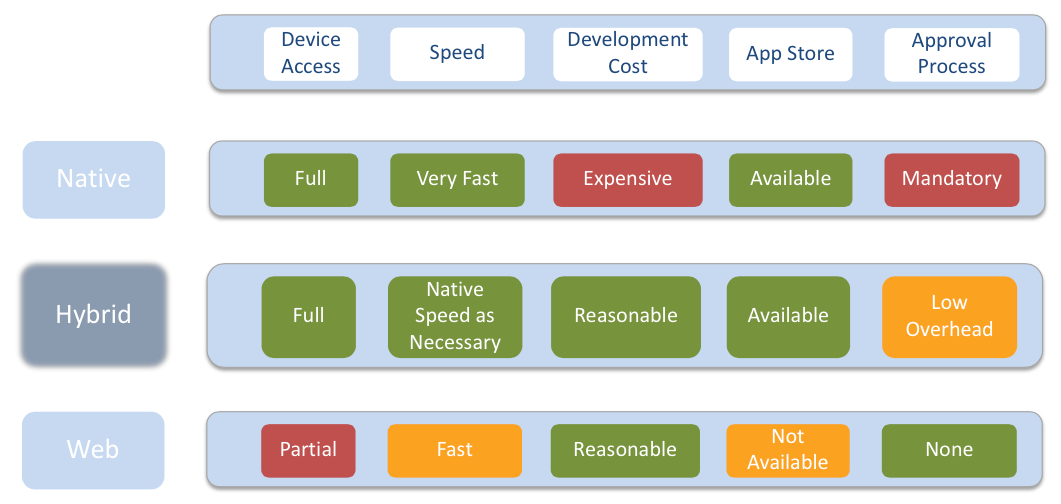 Device
Access
Speed
Development
Cost
App Store
Approval
Process
Native
Full
Very Fast
Expensive
Available
Mandatory
Hybrid
Full
Native
Speed as
Necessary
Reasonable
Available
Low
Overhead
Web
Partial
Fast
Reasonable
Not
Available
None